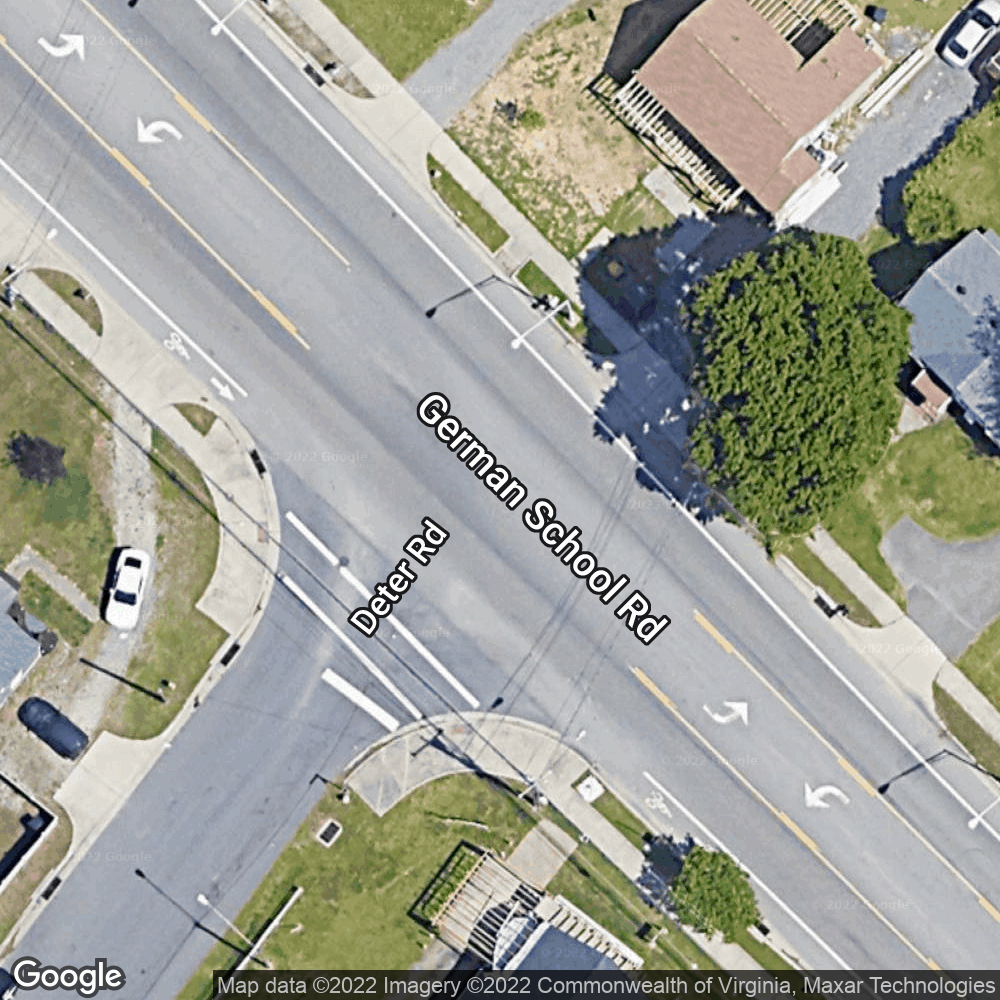 German School Rd
Deter Rd
Google
Map data ©2022 Imagery ©2022 Commonwealth of Virginia, Maxar Technologies